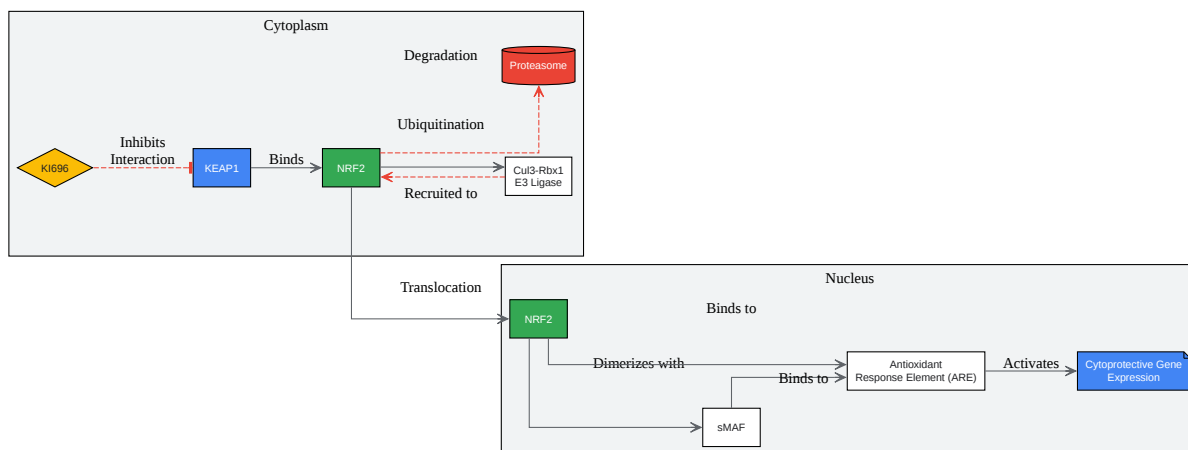 Cytoplasm
Degradation
Proteasome
Ubiquitination
Inhibits
Interaction
KI696
KEAP1
Binds
NRF2
Cul3-Rbx1
E3 Ligase
Recruited to
Translocation
Nucleus
NRF2
Binds to
Dimerizes with
Binds to
Antioxidant
Response Element (ARE)
Activates
Cytoprotective Gene
Expression
sMAF